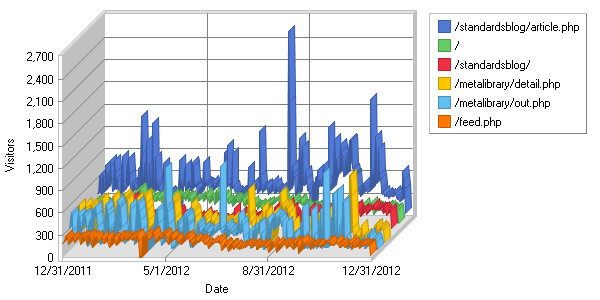 2,700
2,400
2,100
1,800
1,500
1,200
900
600
300
0
Visitors
12/31/2011
5/1/2012
8/31/2012
12/31/2012
Date
/standardsblog/article.php
/
/standardsblog/
/metalibrary/detail.php
/metalibrary/out.php
/feed.php